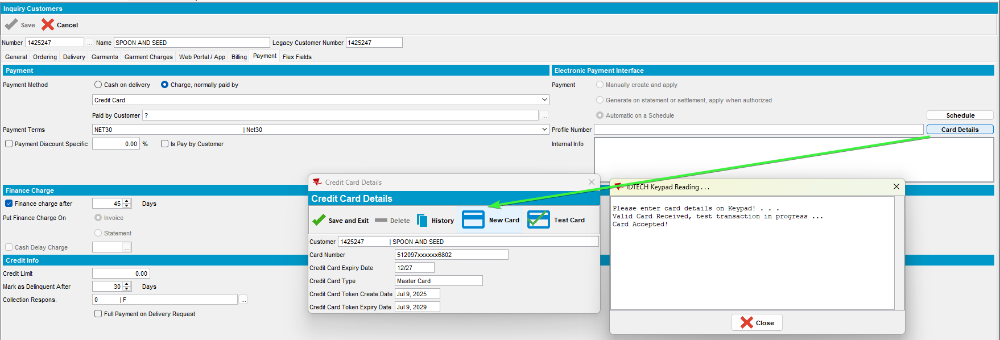 Inquiry Customers
Save Cancel
Number 1425247 ... Name SPOON AND SEED Legacy Customer Number 1425247
General Ordering Delivery Garments Garment Charges Web Portal / App Billing Payment Flex Fields
Payment
Payment Method Cash on delivery Charge, normally paid by
Credit Card
Paid by Customer ? ...
Payment Terms NET30 | Net30
Payment Discount Specific 0.00 % Is Pay by Customer
Electronic Payment Interface
Payment Manually create and apply
Generate on statement or settlement, apply when authorized
Automatic on a Schedule Schedule
Profile Number Card Details
Internal Info
Finance Charge
Finance charge after 45 Days
Put Finance Charge On Invoice
Statement
Cash Delay Charge ...
Credit Info
Credit Limit 0.00
Mark as Delinquent After 30 Days
Collection Respons. 0 | F ...
Full Payment on Delivery Request
Credit Card Details
Credit Card Details
Save and Exit Delete History New Card Test Card
Customer 1425247 | SPOON AND SEED
Card Number 512097xxxxxx6802
Credit Card Expiry Date 12/27
Credit Card Type Master Card
Credit Card Token Create Date Jul 9, 2025
Credit Card Token Expiry Date Jul 9, 2029
IDTECH Keypad Reading . . .
Please enter card details on Keypad! . . .
Valid Card Received, test transaction in progress ...
Card Accepted!
Close